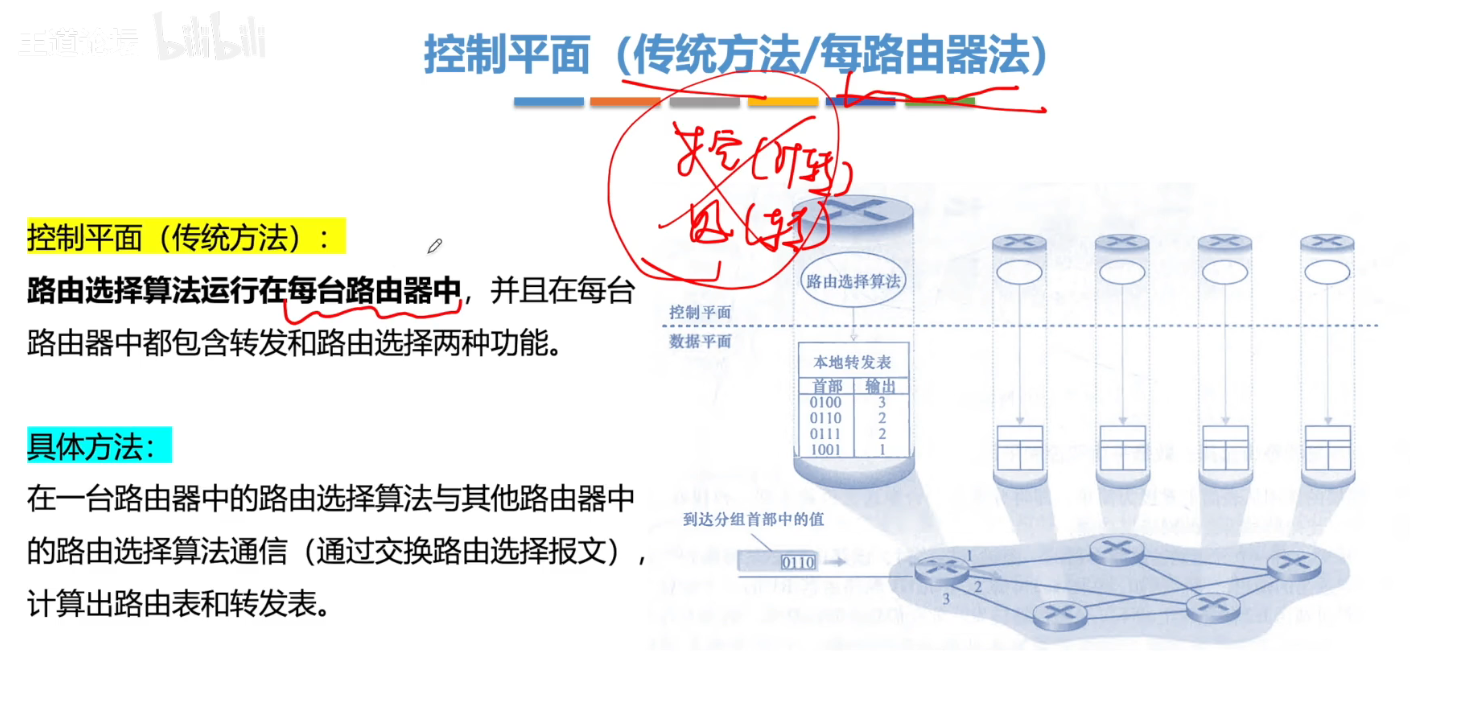 王道论坛 bilibili
控制平面（传统方法/每路由器法）
控制平面（传统方法）：
路由选择算法运行在每台路由器中，并且在每台
路由器中都包含转发和路由选择两种功能。
具体方法：
在一台路由器中的路由选择算法与其他路由器中
的路由选择算法通信（通过交换路由选择报文），
计算出路由表和转发表。
路由选择算法
控制平面
数据平面
本地转发表
首部 输出
0100 3
0110 2
0111 2
1001 1
到达分组首部中的值
0110
1
2
3